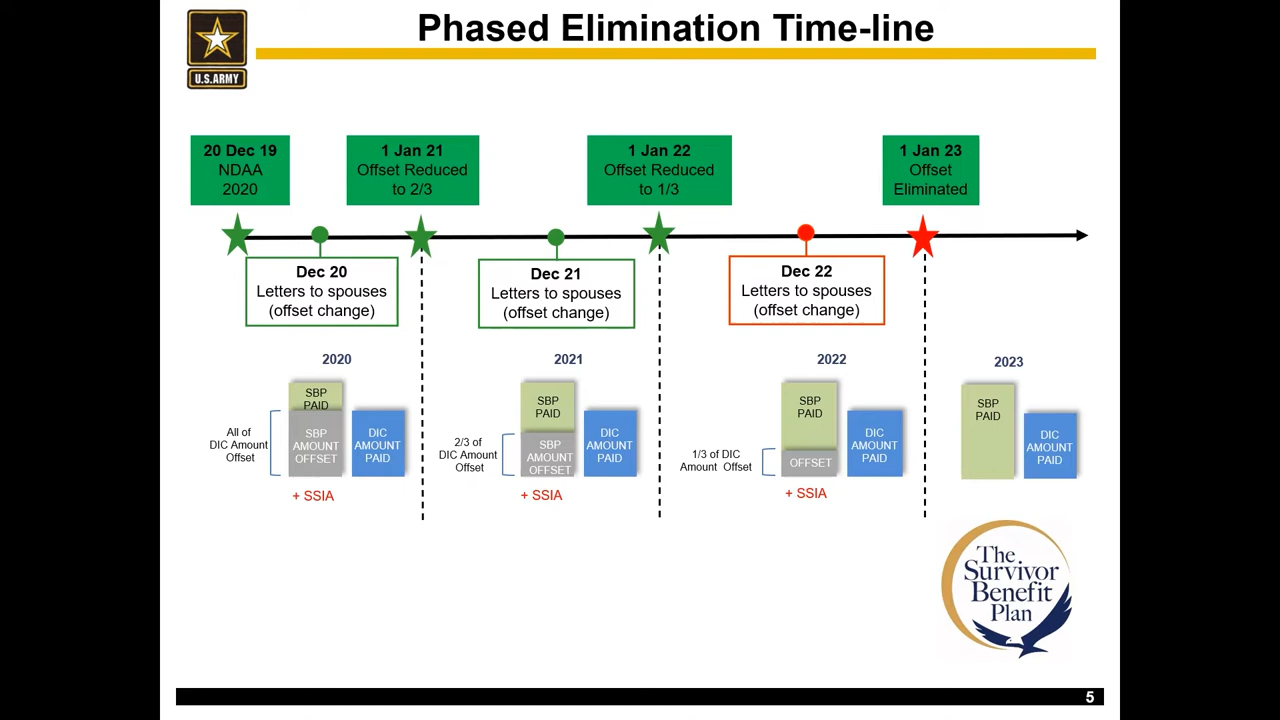 Phased Elimination Time-line
U.S.ARMY
20 Dec 19
NDAA
2020
1 Jan 21
Offset Reduced
to 2/3
1 Jan 22
Offset Reduced
to 1/3
1 Jan 23
Offset
Eliminated
Dec 20
Letters to spouses
(offset change)
Dec 21
Letters to spouses
(offset change)
Dec 22
Letters to spouses
(offset change)
2020
SBP
PAID
All of
DIC Amount
Offset
SBP
AMOUNT
OFFSET
DIC
AMOUNT
PAID
+ SSIA
2021
SBP
PAID
2/3 of
DIC Amount
Offset
SBP
AMOUNT
OFFSET
DIC
AMOUNT
PAID
+ SSIA
2022
SBP
PAID
1/3 of DIC
Amount Offset
OFFSET
DIC
AMOUNT
PAID
+ SSIA
2023
SBP
PAID
DIC
AMOUNT
PAID
The
Survivor
Benefit
Plan
5